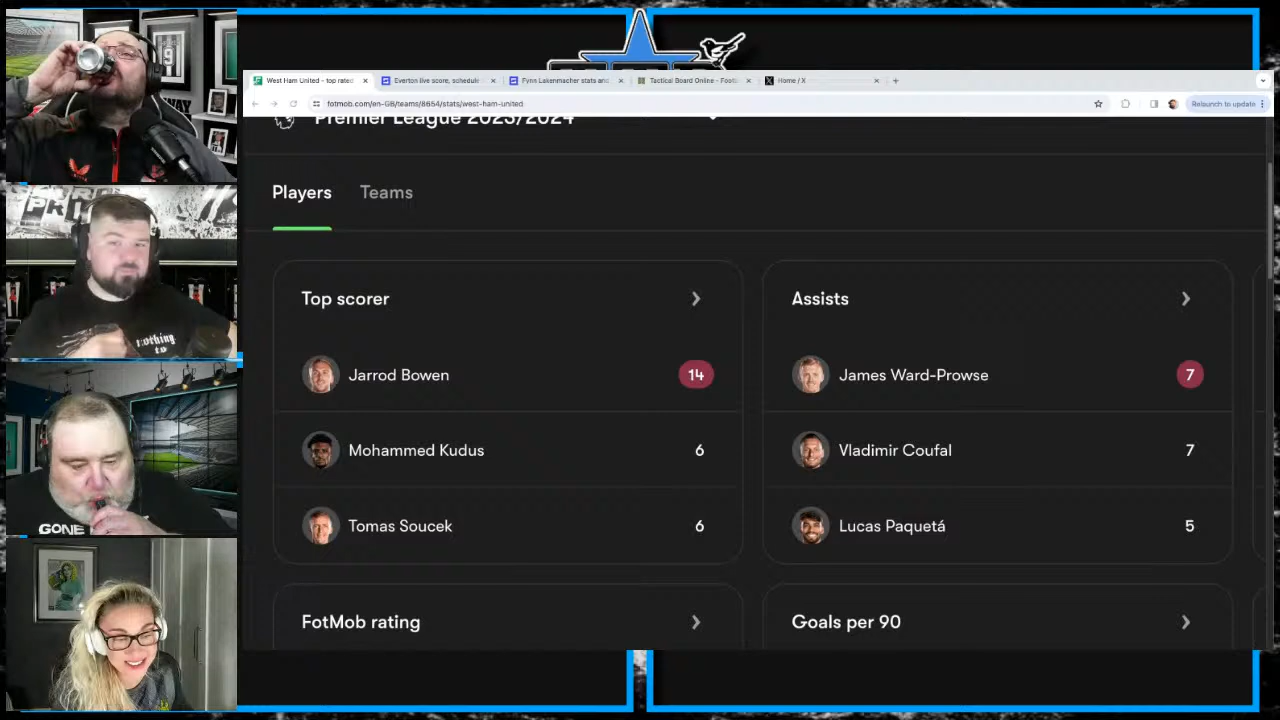 West Ham United - top rated
Everton live score, schedule
Fynn Lakenmacher stats and
Tactical Board Online - Footb
Home / X
fotmob.com/en-GB/teams/8654/stats/west-ham-united
Relaunch to update
Premier League 2023/2024
Players
Teams
Top scorer
Jarrod Bowen
14
Mohammed Kudus
6
Tomas Soucek
6
Assists
James Ward-Prowse
7
Vladimir Coufal
7
Lucas Paquetá
5
FotMob rating
Goals per 90
9
WAY
nothing
to
GONE